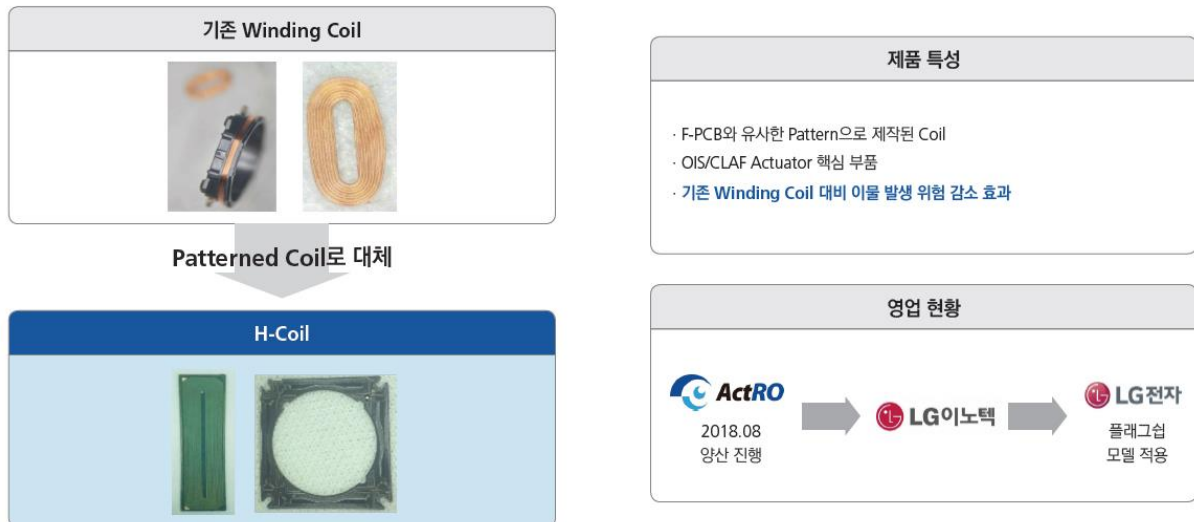 기존 Winding Coil
Patterned Coil로 대체
H-Coil
제품 특성
· F-PCB와 유사한 Pattern으로 제작된 Coil
· OIS/CLAF Actuator 핵심 부품
· 기존 Winding Coil 대비 이물 발생 위험 감소 효과
영업 현황
ActRO
2018.08
양산 진행
LG이노텍
LG전자
플래그쉽
모델 적용